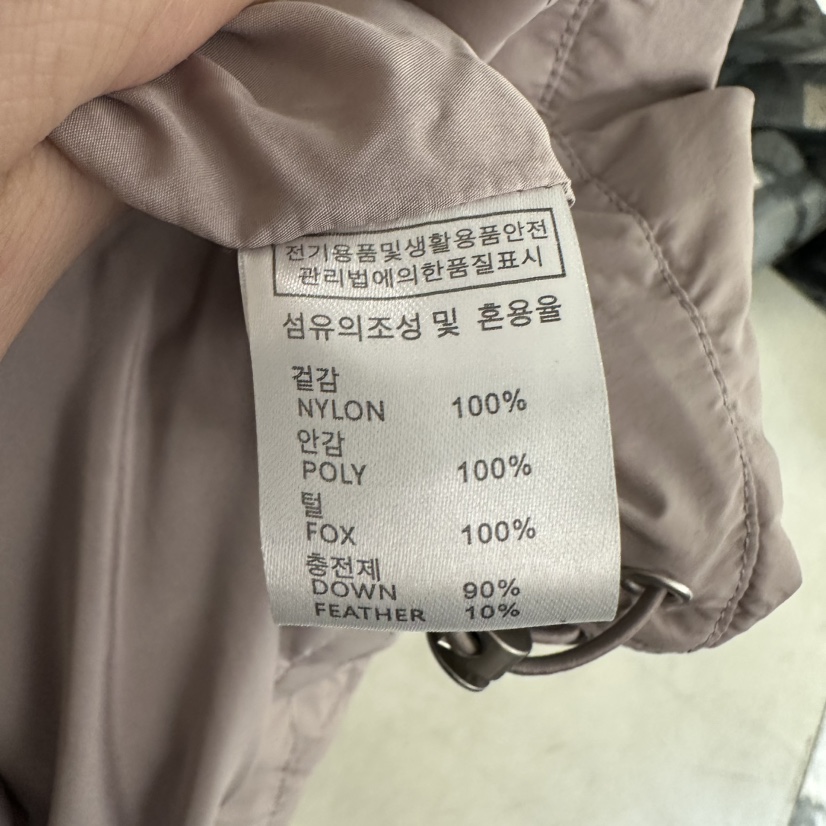 전기용품및생활용품안전
관리법에의한품질표시
섬유의조성 및 혼용율
겉감
NYLON 100%
안감
POLY 100%
털
FOX 100%
충전제
DOWN 90%
FEATHER 10%